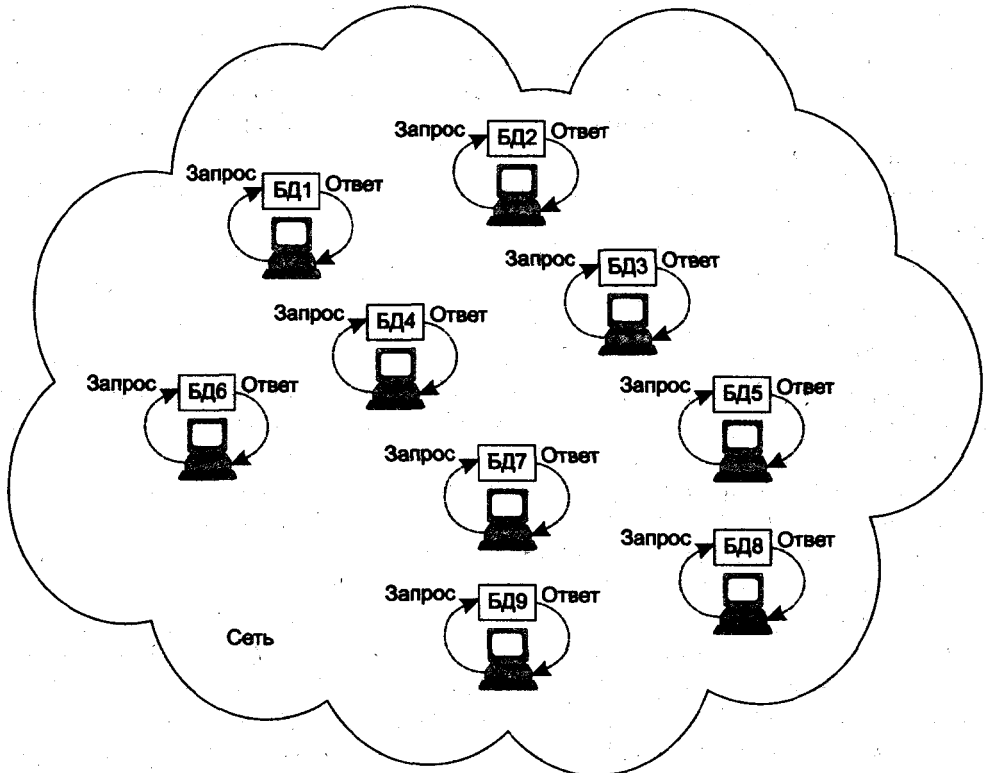 Запрос БД2 Ответ
Запрос БД1 Ответ
Запрос БД3 Ответ
Запрос БД4 Ответ
Запрос БД6 Ответ
Запрос БД5 Ответ
Запрос БД7 Ответ
Запрос БД8 Ответ
Запрос БД9 Ответ
Сеть